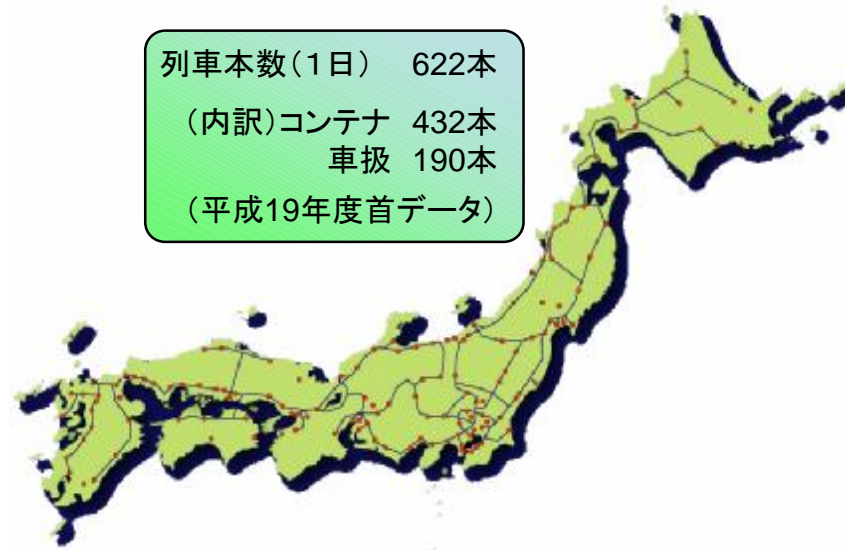 列車本数(1日) 622本
(内訳)コンテナ 432本
車扱 190本
(平成19年度首データ)